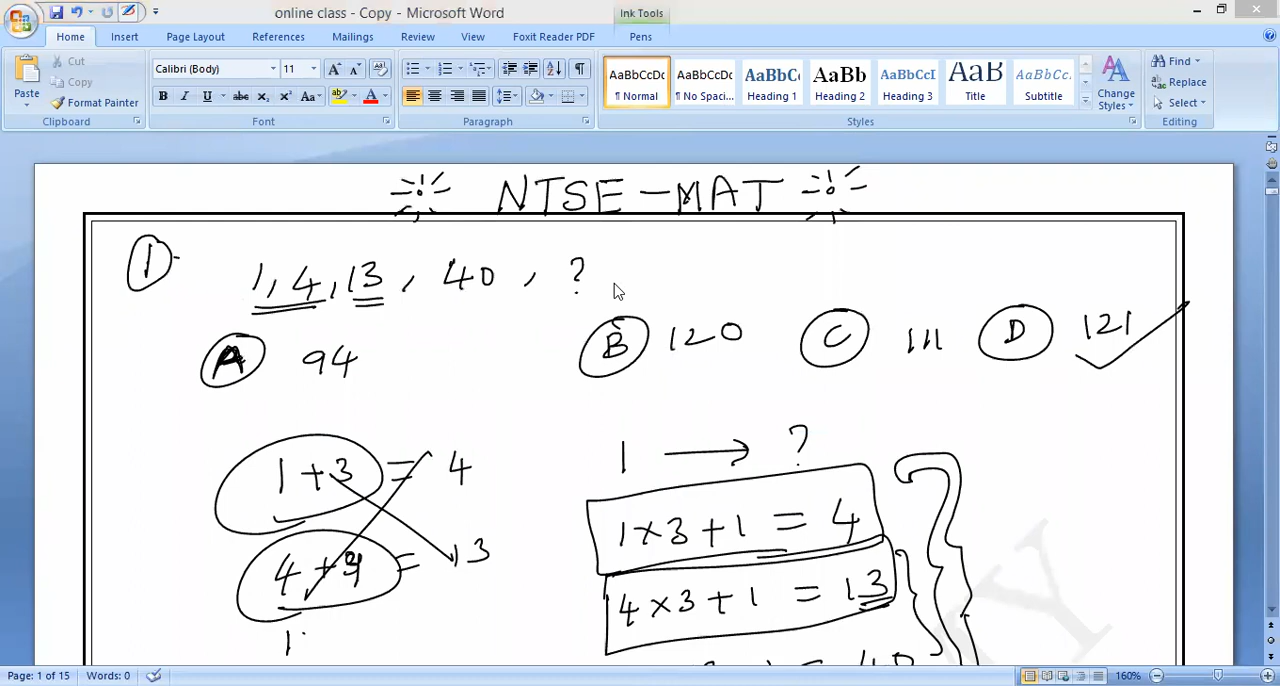 online class - Copy - Microsoft Word
Ink Tools
Home Insert Page Layout References Mailings Review View Foxit Reader PDF Pens
Paste
Cut
Copy
Format Painter
Clipboard
Calibri (Body) 11
Font
Paragraph
AaBbCcDc AaBbCcDc AaBbC AaBb AaBbCcI AaB AaBbCc.
¶ Normal ¶ No Spaci... Heading 1 Heading 2 Heading 3 Title Subtitle
Change Styles
Styles
Find
Replace
Select
Editing
NTSE -MAT
1
1, 4, 13, 40, ?
A 94 B 120 C 111 D 121
1+3 = 4
13
1 → ?
1×3+1 = 4
4×3+1 = 13
= 40
Page: 1 of 15 Words: 0 160%